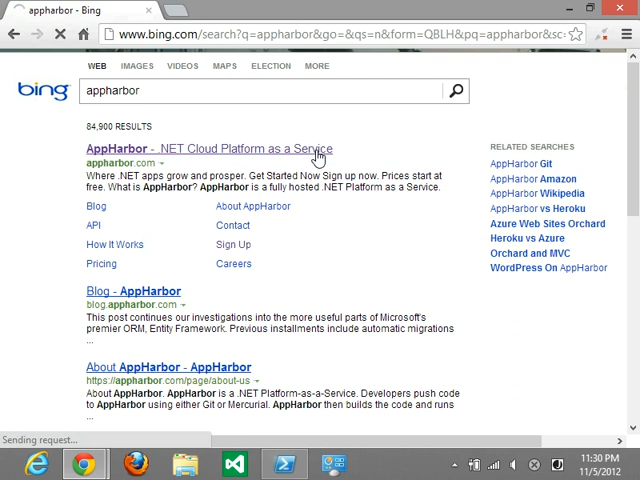 appharbor - Bing
www.bing.com/search?q=appharbor&go=&qs=n&form=QBLH&pq=appharbor&sc=
WEB IMAGES VIDEOS MAPS ELECTION MORE
bing
appharbor
84,900 RESULTS
AppHarbor - .NET Cloud Platform as a Service
appharbor.com
Where .NET apps grow and prosper. Get Started Now Sign up now. Prices start at
free. What is AppHarbor? AppHarbor is a fully hosted .NET Platform as a Service.
Blog About AppHarbor
API Contact
How It Works Sign Up
Pricing Careers
Blog - AppHarbor
blog.appharbor.com
This post continues our investigations into the more useful parts of Microsoft's
premier ORM, Entity Framework. Previous installments include automatic migrations
...
About AppHarbor - AppHarbor
https://appharbor.com/page/about-us
About AppHarbor. AppHarbor is a .NET Platform-as-a-Service. Developers push code
to AppHarbor using either Git or Mercurial. AppHarbor then builds the code and runs
...
RELATED SEARCHES
AppHarbor Git
AppHarbor Amazon
AppHarbor Wikipedia
AppHarbor vs Heroku
Azure Web Sites Orchard
Heroku vs Azure
Orchard and MVC
WordPress On AppHarbor
Sending request...
11:30 PM
11/5/2012